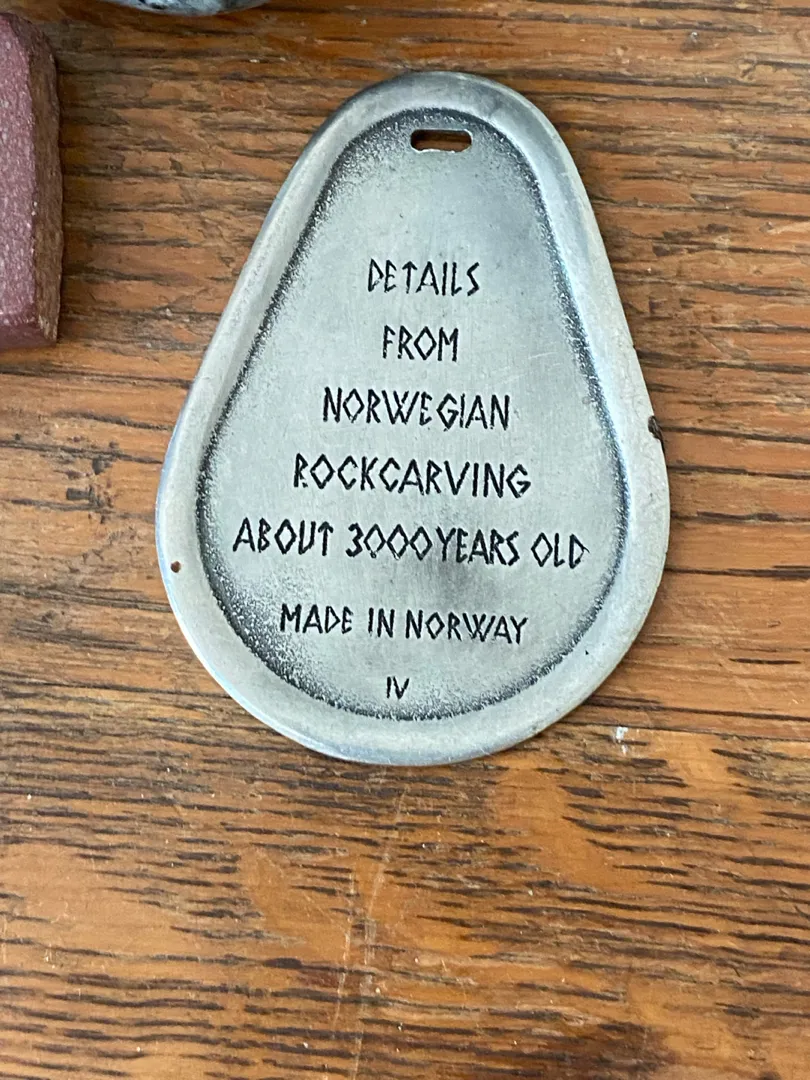 DETAILS
FROM
NORWEGIAN
ROCKCARVING
ABOUT 3000 YEARS OLD
MADE IN NORWAY
IV